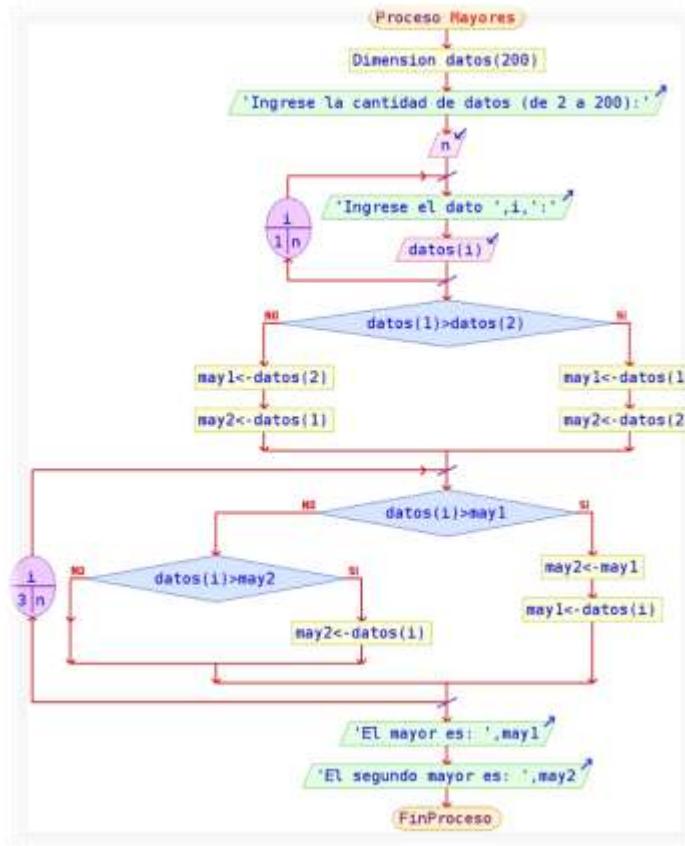 Proceso Mayores
Dimension datos(200)
'Ingrese la cantidad de datos (de 2 a 200):'
n
'Ingrese el dato ',i,':'
i
1 n
datos(i)
NO
SI
datos(1)>datos(2)
may1<-datos(2)
may1<-datos(1
may2<-datos(1)
may2<-datos(2
NO
SI
datos(i)>may1
NO
SI
datos(i)>may2
may2<-may1
i
3 n
may1<-datos(i)
may2<-datos(i)
'El mayor es: ',may1
'El segundo mayor es: ',may2
FinProceso